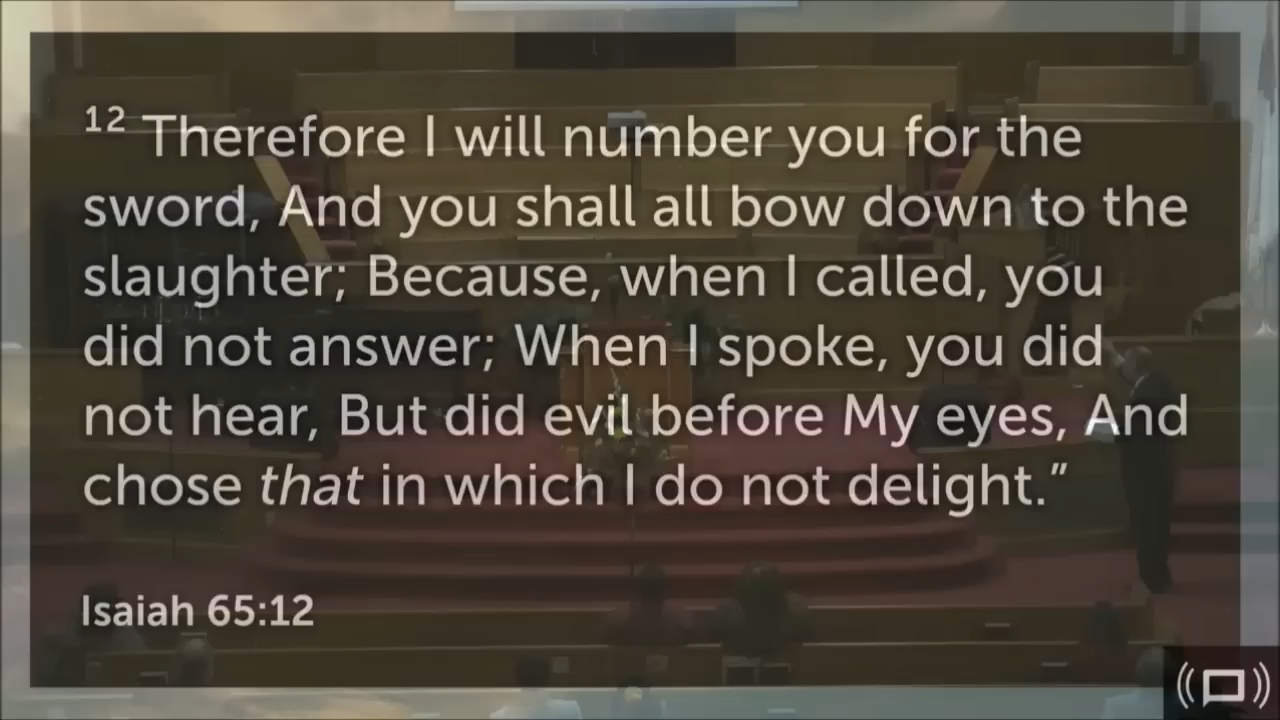 12 Therefore I will number you for the
sword, And you shall all bow down to the
slaughter; Because, when I called, you
did not answer; When I spoke, you did
not hear, But did evil before My eyes, And
chose that in which I do not delight.”
Isaiah 65:12